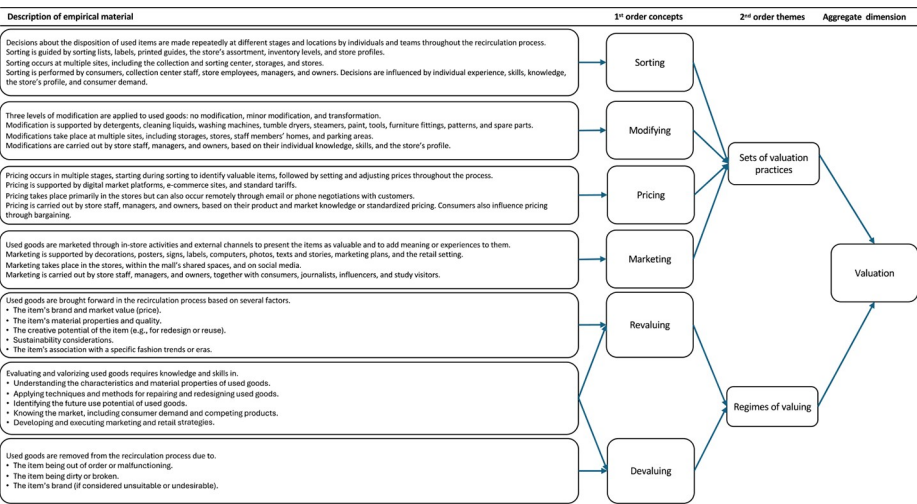 Description of empirical material
1st order concepts
2nd order themes
Aggregate dimension
Decisions about the disposition of used items are made repeatedly at different stages and locations by individuals and teams throughout the recirculation process.
Sorting is guided by sorting lists, labels, printed guides, the store's assortment, inventory levels, and store profiles.
Sorting occurs at multiple sites, including the collection and sorting center, storages, and stores.
Sorting is performed by consumers, collection center staff, store employees, managers, and owners. Decisions are influenced by individual experience, skills, knowledge,
the store's profile, and consumer demand.
Sorting
Three levels of modification are applied to used goods: no modification, minor modification, and transformation.
Modification is supported by detergents, cleaning liquids, washing machines, tumble dryers, steamers, paint, tools, furniture fittings, patterns, and spare parts.
Modifications take place at multiple sites, including storages, stores, staff members' homes, and parking areas.
Modifications are carried out by store staff, managers, and owners, based on their individual knowledge, skills, and the store's profile.
Modifying
Pricing occurs in multiple stages, starting during sorting to identify valuable items, followed by setting and adjusting prices throughout the process.
Pricing is supported by digital market platforms, e-commerce sites, and standard tariffs.
Pricing takes place primarily in the stores but can also occur remotely through email or phone negotiations with customers.
Pricing is carried out by store staff, managers, and owners, based on their product and market knowledge or standardized pricing. Consumers also influence pricing
through bargaining.
Pricing
Sets of valuation
practices
Used goods are marketed through in-store activities and external channels to present the items as valuable and to add meaning or experiences to them.
Marketing is supported by decorations, posters, signs, labels, computers, photos, texts and stories, marketing plans, and the retail setting.
Marketing takes place in the stores, within the mall's shared spaces, and on social media.
Marketing is carried out by store staff, managers, and owners, together with consumers, journalists, influencers, and study visitors.
Marketing
Valuation
Used goods are brought forward in the recirculation process based on several factors.
• The item's brand and market value (price).
• The item's material properties and quality.
• The creative potential of the item (e.g., for redesign or reuse).
• Sustainability considerations.
• The item's association with a specific fashion trends or eras.
Revaluing
Evaluating and valorizing used goods requires knowledge and skills in.
• Understanding the characteristics and material properties of used goods.
• Applying techniques and methods for repairing and redesigning used goods.
• Identifying the future use potential of used goods.
• Knowing the market, including consumer demand and competing products.
• Developing and executing marketing and retail strategies.
Regimes of valuing
Used goods are removed from the recirculation process due to.
• The item being out of order or malfunctioning.
• The item being dirty or broken.
• The item's brand (if considered unsuitable or undesirable).
Devaluing